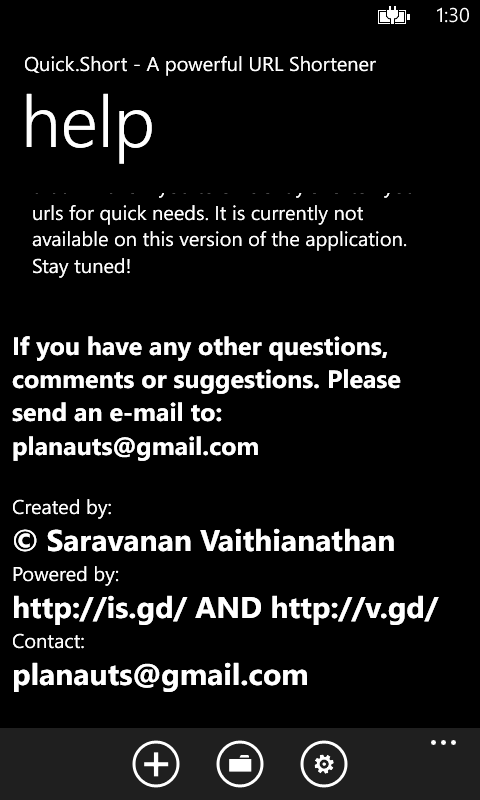 1:30
Quick.Short - A powerful URL Shortener
help
urls for quick needs. It is currently not
available on this version of the application.
Stay tuned!
If you have any other questions,
comments or suggestions. Please
send an e-mail to:
planauts@gmail.com
Created by:
© Saravanan Vaithianathan
Powered by:
http://is.gd/ AND http://v.gd/
Contact:
planauts@gmail.com